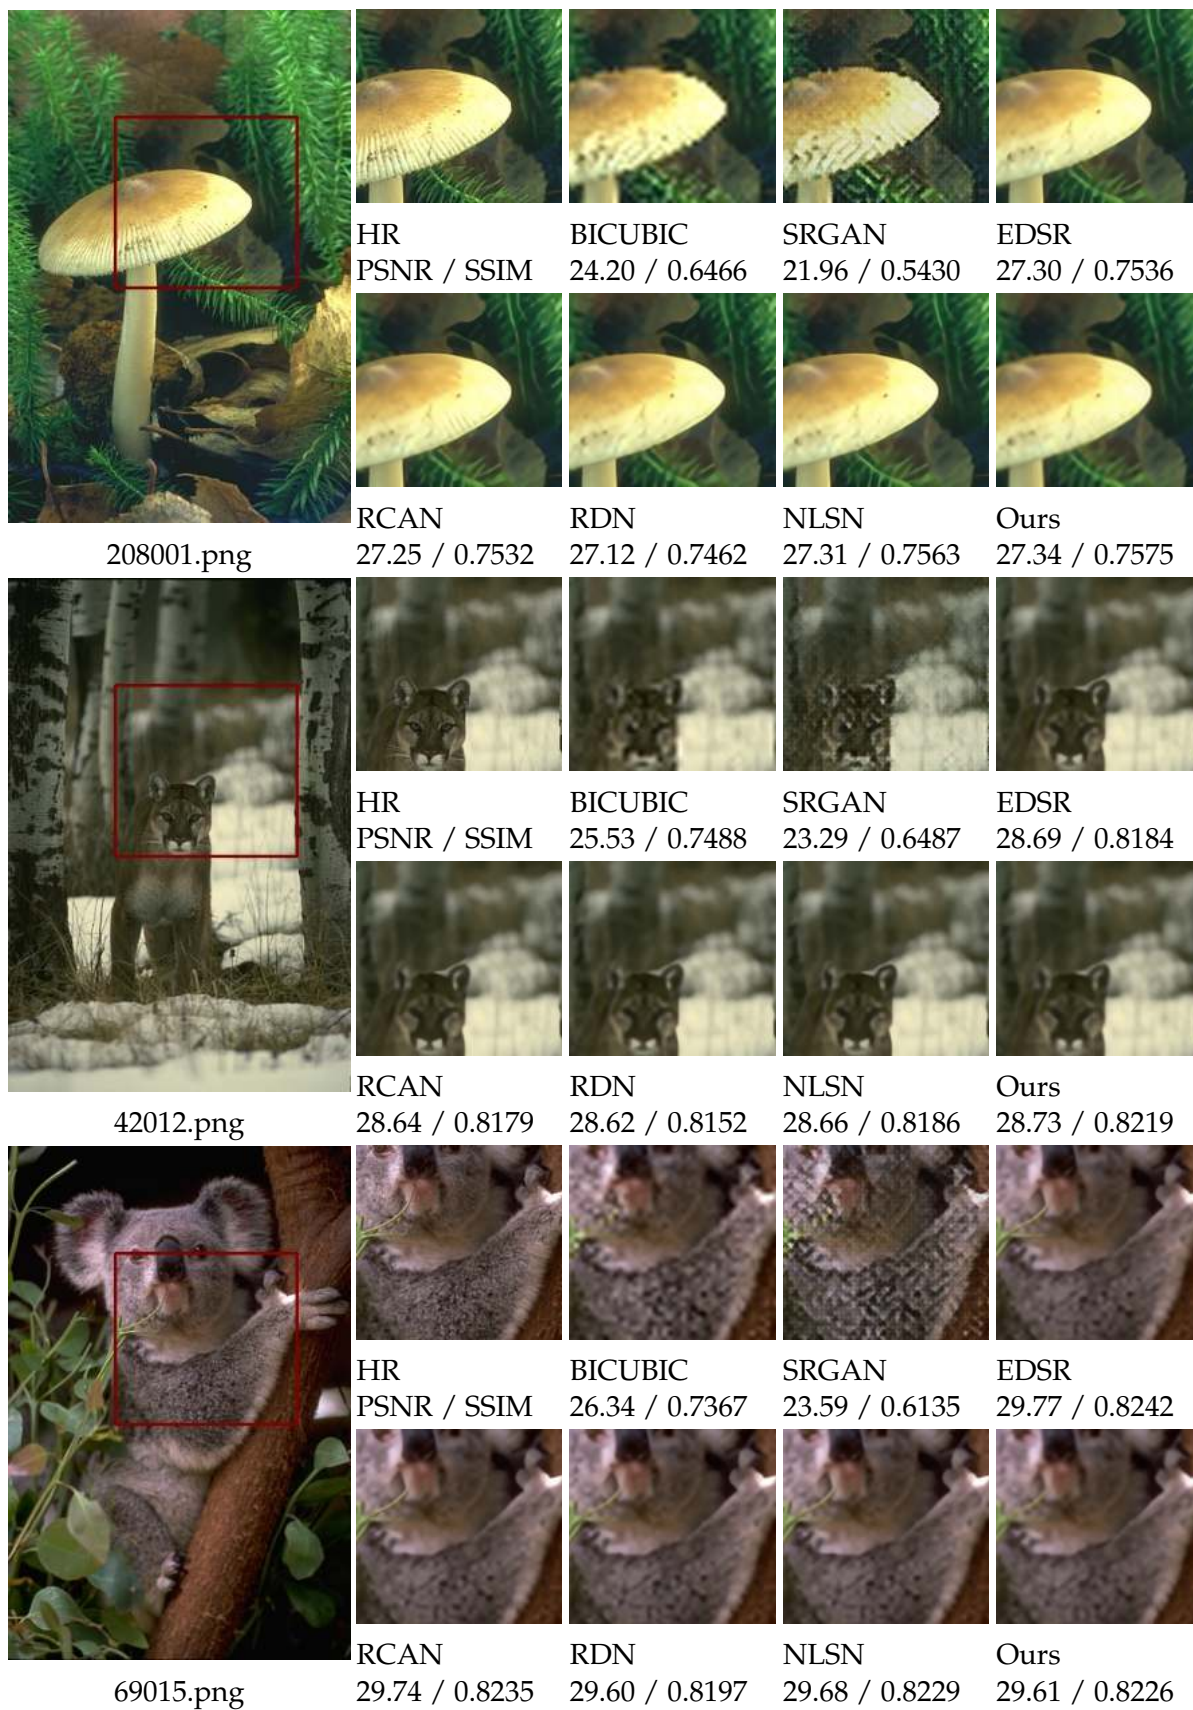 HR BICUBIC SRGAN EDSR
PSNR / SSIM 24.20 / 0.6466 21.96 / 0.5430 27.30 / 0.7536
RCAN RDN NLSN Ours
27.25 / 0.7532 27.12 / 0.7462 27.31 / 0.7563 27.34 / 0.7575
208001.png
HR BICUBIC SRGAN EDSR
PSNR / SSIM 25.53 / 0.7488 23.29 / 0.6487 28.69 / 0.8184
RCAN RDN NLSN Ours
28.64 / 0.8179 28.62 / 0.8152 28.66 / 0.8186 28.73 / 0.8219
42012.png
HR BICUBIC SRGAN EDSR
PSNR / SSIM 26.34 / 0.7367 23.59 / 0.6135 29.77 / 0.8242
RCAN RDN NLSN Ours
29.74 / 0.8235 29.60 / 0.8197 29.68 / 0.8229 29.61 / 0.8226
69015.png